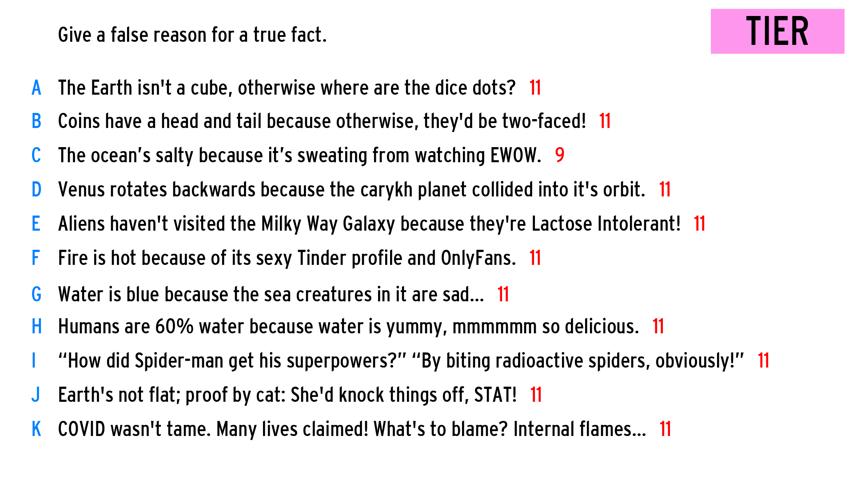 Give a false reason for a true fact.
TIER
A The Earth isn't a cube, otherwise where are the dice dots? 11
B Coins have a head and tail because otherwise, they'd be two-faced! 11
C The ocean’s salty because it’s sweating from watching EWOW. 9
D Venus rotates backwards because the carykh planet collided into it's orbit. 11
E Aliens haven't visited the Milky Way Galaxy because they're Lactose Intolerant! 11
F Fire is hot because of its sexy Tinder profile and OnlyFans. 11
G Water is blue because the sea creatures in it are sad... 11
H Humans are 60% water because water is yummy, mmmmmm so delicious. 11
I “How did Spider-man get his superpowers?” “By biting radioactive spiders, obviously!” 11
J Earth's not flat; proof by cat: She'd knock things off, STAT! 11
K COVID wasn't tame. Many lives claimed! What's to blame? Internal flames... 11